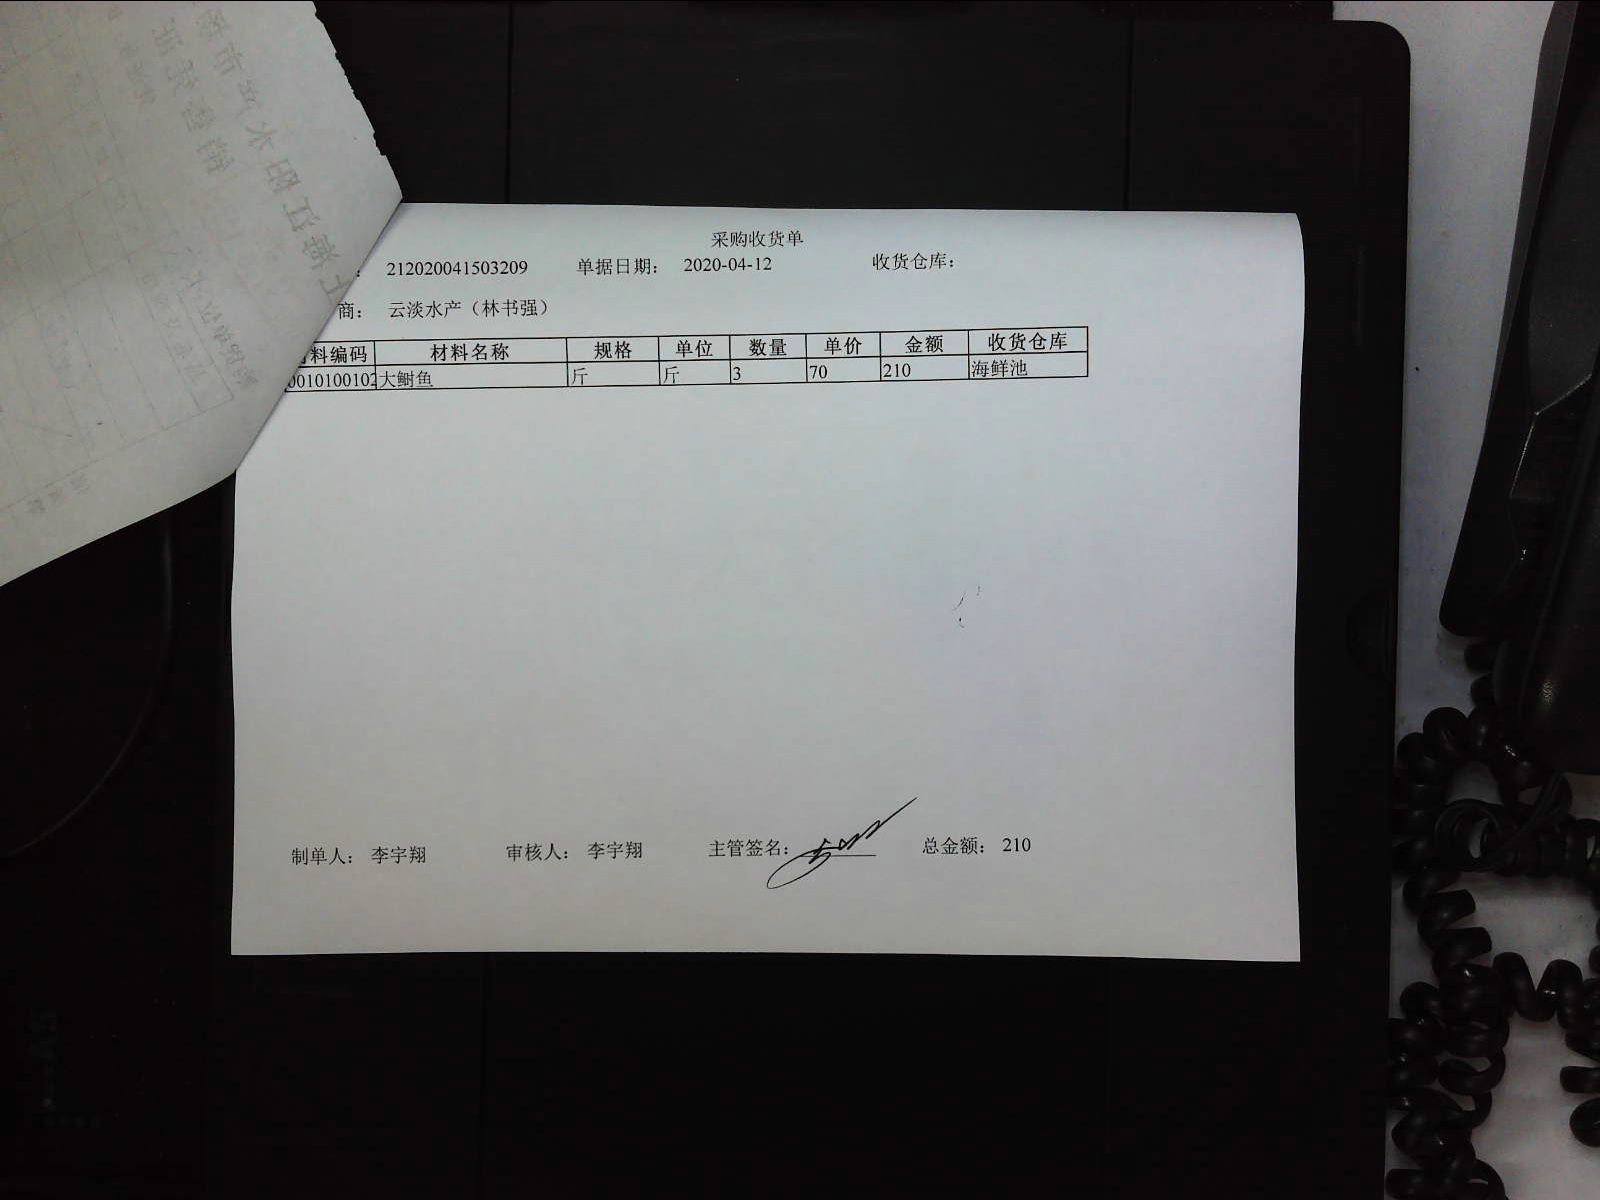 采购收货单
212020041503209 单据日期： 2020-04-12 收货仓库：
商： 云淡水产（林书强）
料编码 材料名称 规格 单位 数量 单价 金额 收货仓库
0010100102 大鲥鱼 斤 斤 3 70 210 海鲜池
制单人： 李宇翔 审核人： 李宇翔 主管签名： 总金额： 210